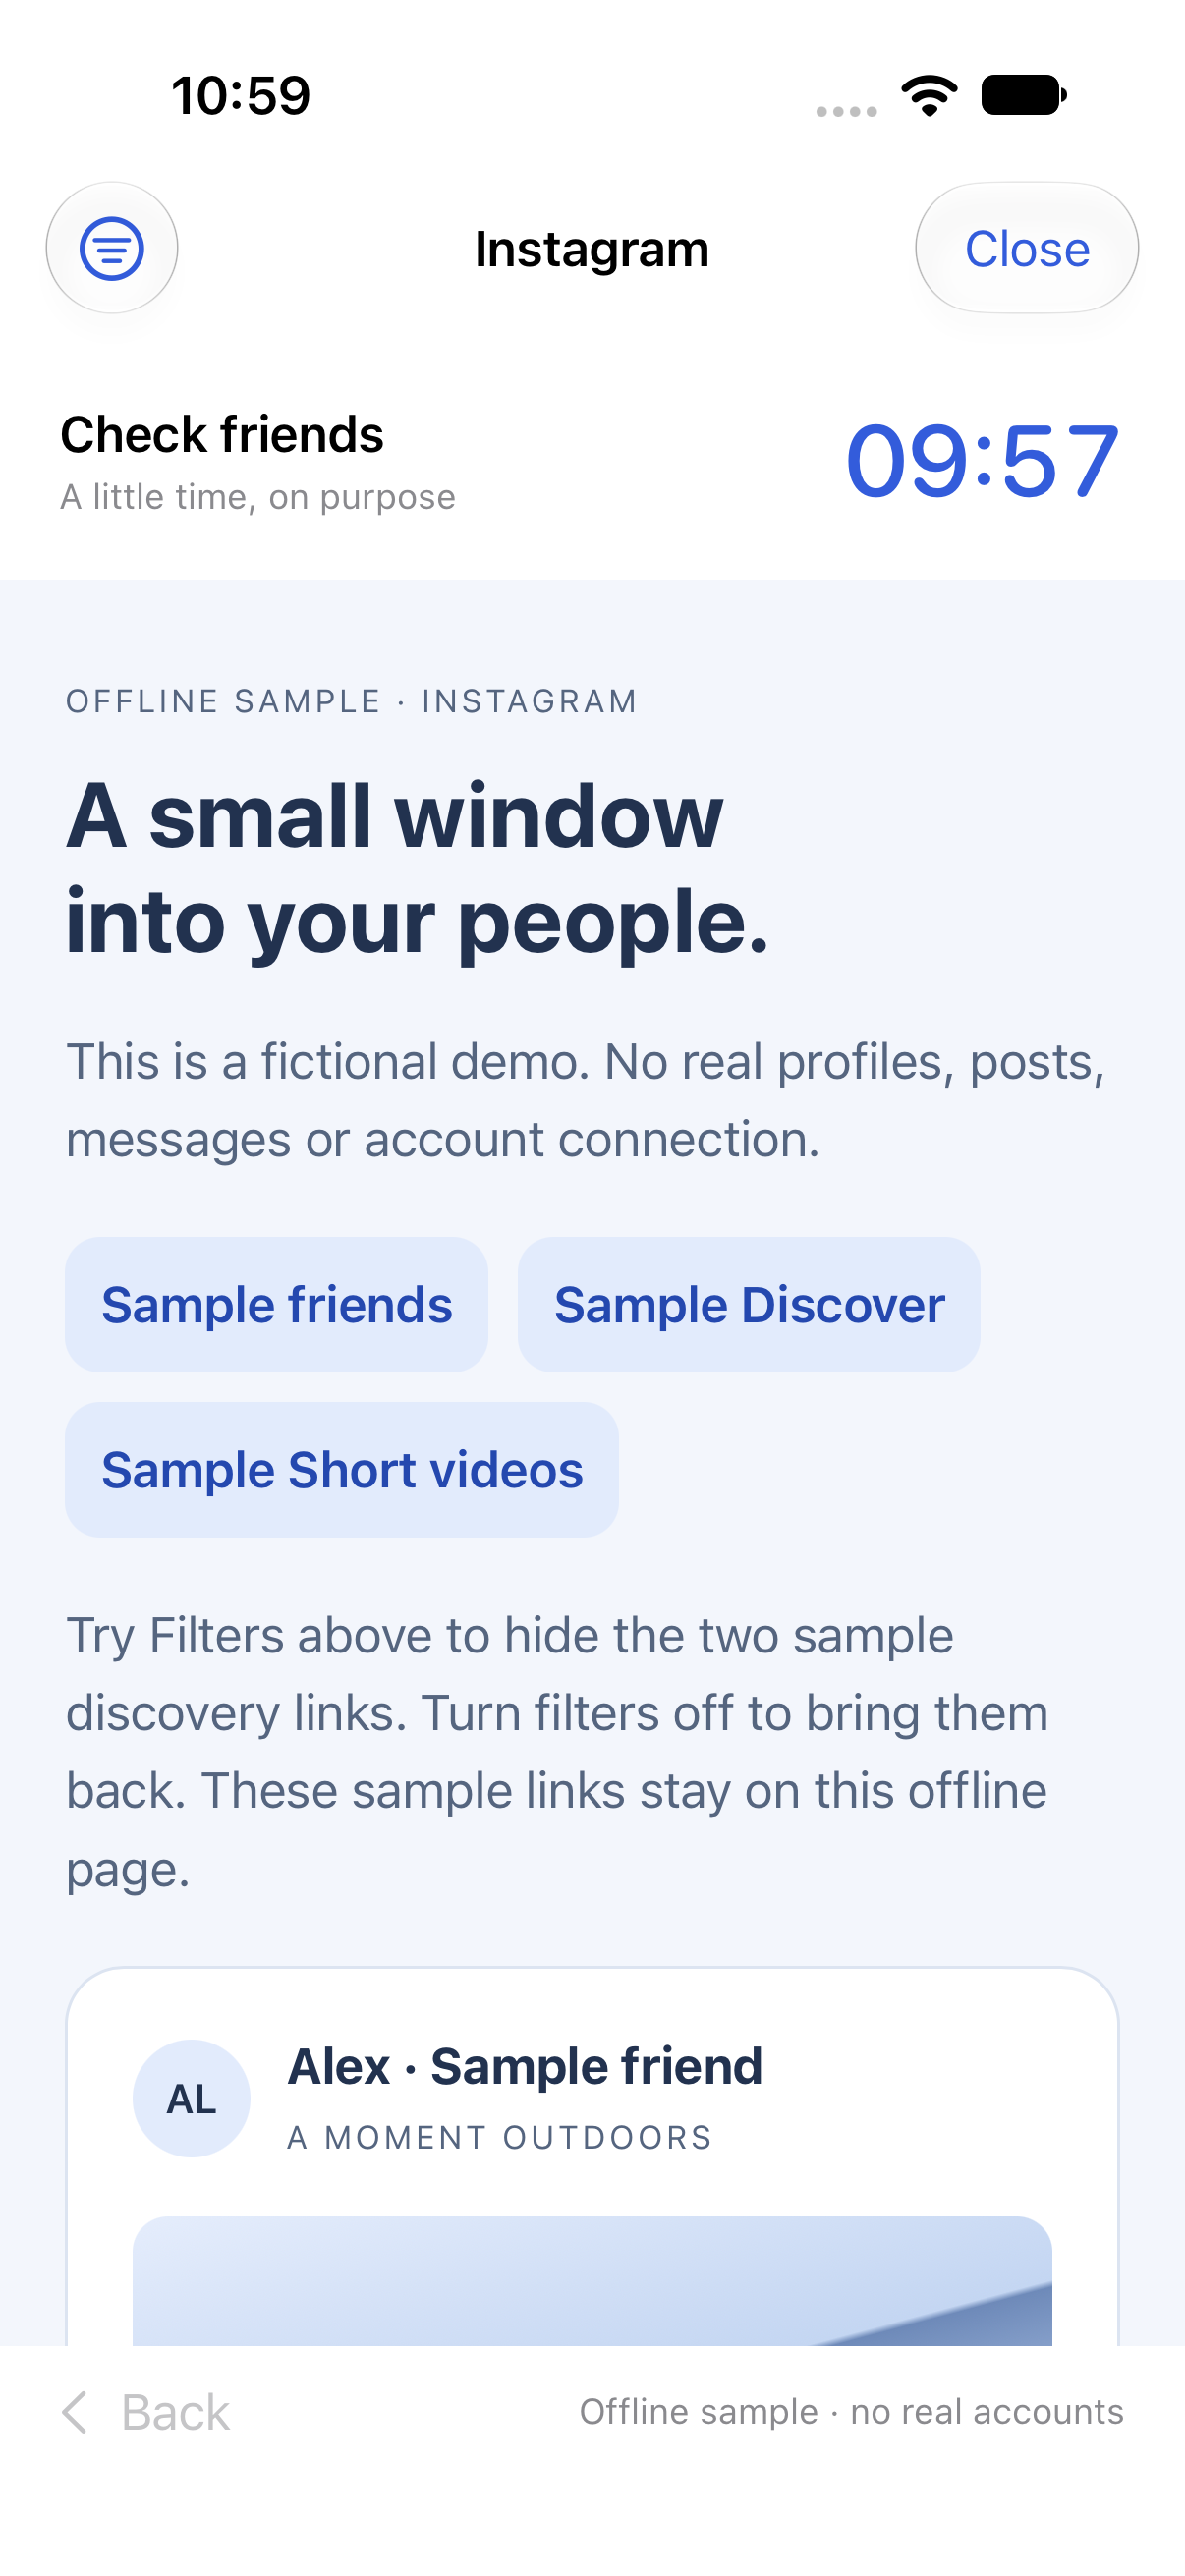 10:59
Instagram
Close
Check friends
09:57
A little time, on purpose
OFFLINE SAMPLE · INSTAGRAM
A small window
into your people.
This is a fictional demo. No real profiles, posts,
messages or account connection.
Sample friends
Sample Discover
Sample Short videos
Try Filters above to hide the two sample
discovery links. Turn filters off to bring them
back. These sample links stay on this offline
page.
AL
Alex · Sample friend
A MOMENT OUTDOORS
Back
Offline sample · no real accounts